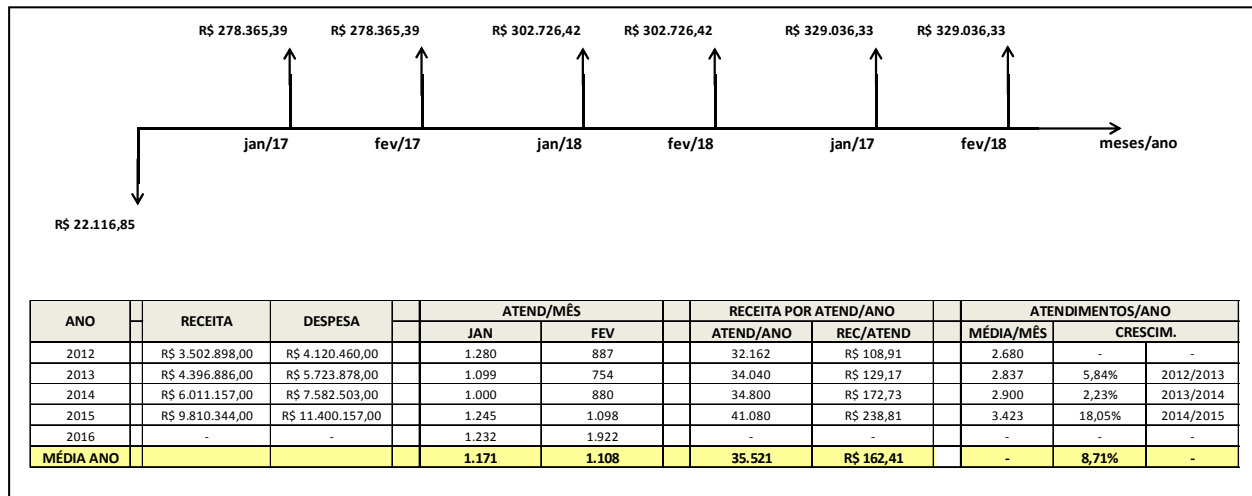 R$ 278.365,39 R$ 278.365,39 R$ 302.726,42 R$ 302.726,42 R$ 329.036,33 R$ 329.036,33
jan/17 fev/17 jan/18 fev/18 jan/17 fev/18 meses/ano
R$ 22.116,85
ANO RECEITA DESPESA ATEND/MÊS RECEITA POR ATEND/ANO ATENDIMENTOS/ANO
JAN FEV ATEND/ANO REC/ATEND MÉDIA/MÊS CRESCIM.
2012 R$ 3.502.898,00 R$ 4.120.460,00 1.280 887 32.162 R$ 108,91 2.680 - -
2013 R$ 4.396.886,00 R$ 5.723.878,00 1.099 754 34.040 R$ 129,17 2.837 5,84% 2012/2013
2014 R$ 6.011.157,00 R$ 7.582.503,00 1.000 880 34.800 R$ 172,73 2.900 2,23% 2013/2014
2015 R$ 9.810.344,00 R$ 11.400.157,00 1.245 1.098 41.080 R$ 238,81 3.423 18,05% 2014/2015
2016 - - 1.232 1.922 - - - - -
MÉDIA ANO 1.171 1.108 35.521 R$ 162,41 - 8,71% -